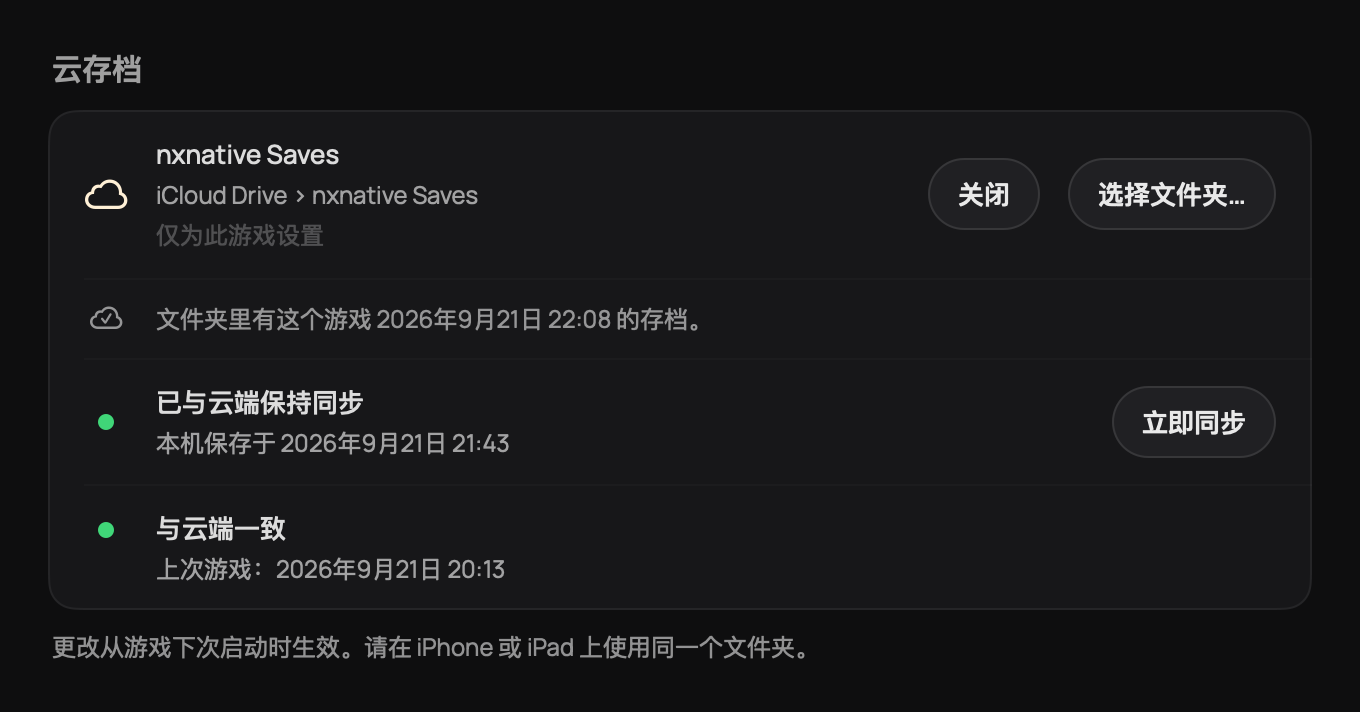 云存档
nxnative Saves
iCloud Drive › nxnative Saves
仅为此游戏设置
关闭
选择文件夹…
文件夹里有这个游戏 2026年9月21日 22:08 的存档。
已与云端保持同步
本机保存于 2026年9月21日 21:43
立即同步
与云端一致
上次游戏：2026年9月21日 20:13
更改从游戏下次启动时生效。请在 iPhone 或 iPad 上使用同一个文件夹。